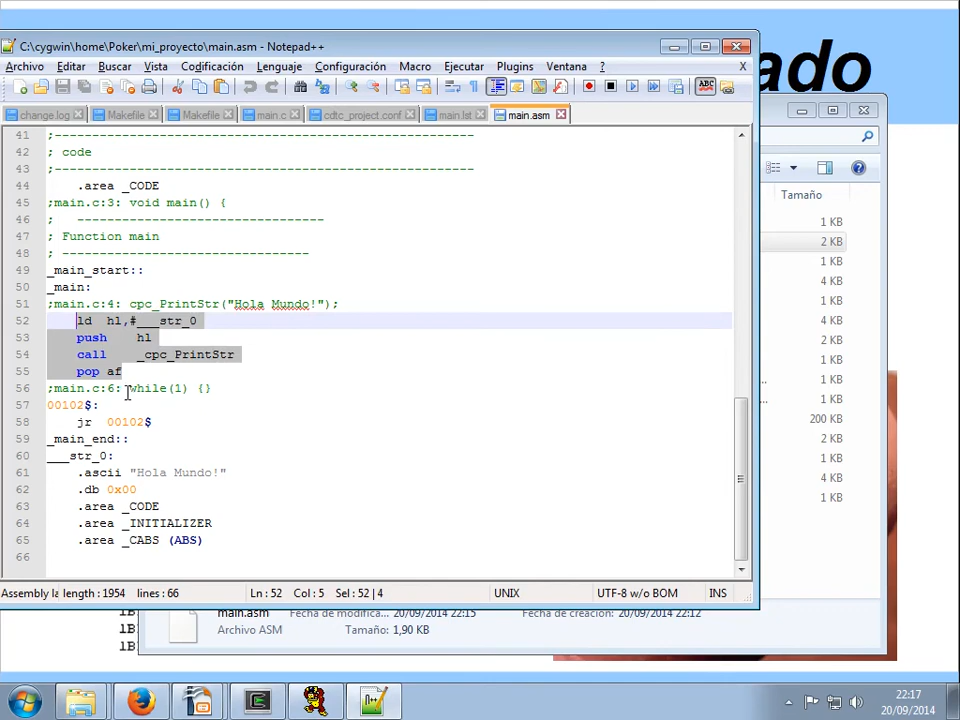 ado
C:\cygwin\home\Poker\mi_proyecto\main.asm - Notepad++
Archivo Editar Buscar Vista Codificación Lenguaje Configuración Macro Ejecutar Plugins Ventana ? X
change.log Makefile Makefile main.c cdtc_project.conf main.lst main.asm
41 ;--------------------------------------------------------
42 ; code
43 ;--------------------------------------------------------
44 .area _CODE
45 ;main.c:3: void main() {
46 ; ---------------------------------
47 ; Function main
48 ; ---------------------------------
49 _main_start::
50 _main:
51 ;main.c:4: cpc_PrintStr("Hola Mundo!");
52 ld hl,#___str_0
53 push hl
54 call _cpc_PrintStr
55 pop af
56 ;main.c:6: while(1) {}
57 00102$:
58 jr 00102$
59 _main_end::
60 ___str_0:
61 .ascii "Hola Mundo!"
62 .db 0x00
63 .area _CODE
64 .area _INITIALIZER
65 .area _CABS (ABS)
66
Assembly la length : 1954 lines : 66 Ln : 52 Col : 5 Sel : 52 | 4 UNIX UTF-8 w/o BOM INS
Tamaño
1 KB
2 KB
1 KB
4 KB
1 KB
1 KB
4 KB
1 KB
4 KB
1 KB
4 KB
200 KB
2 KB
1 KB
4 KB
1 KB
main.asm Fecha de modifica... 20/09/2014 22:15 Fecha de creación: 20/09/2014 22:12
Archivo ASM Tamaño: 1,90 KB
1B
1B
22:17
20/09/2014